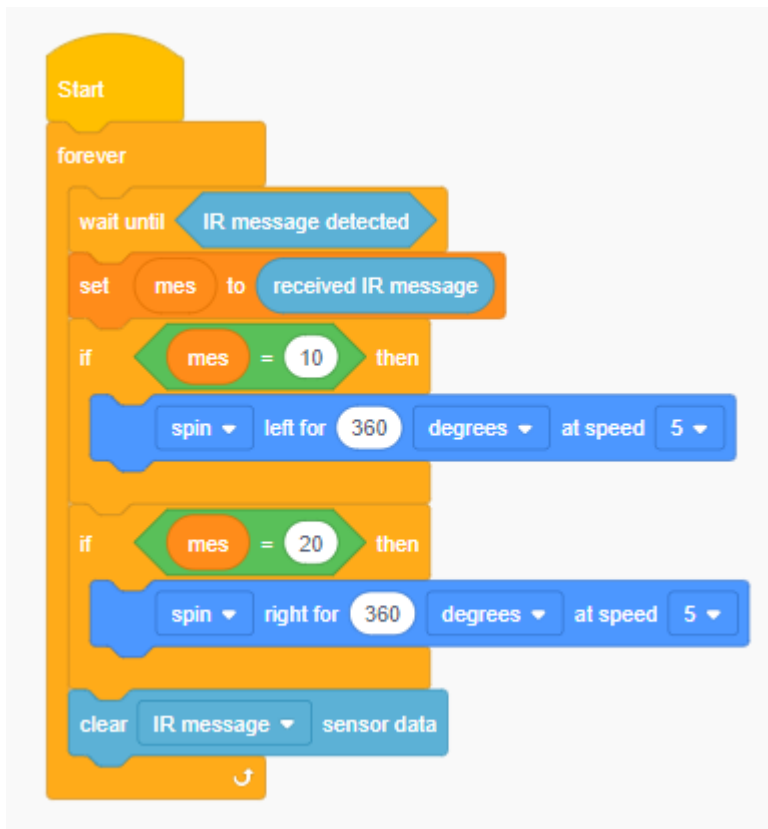 Start
forever
wait until IR message detected
set mes to received IR message
if mes = 10 then
spin left for 360 degrees at speed 5
if mes = 20 then
spin right for 360 degrees at speed 5
clear IR message sensor data